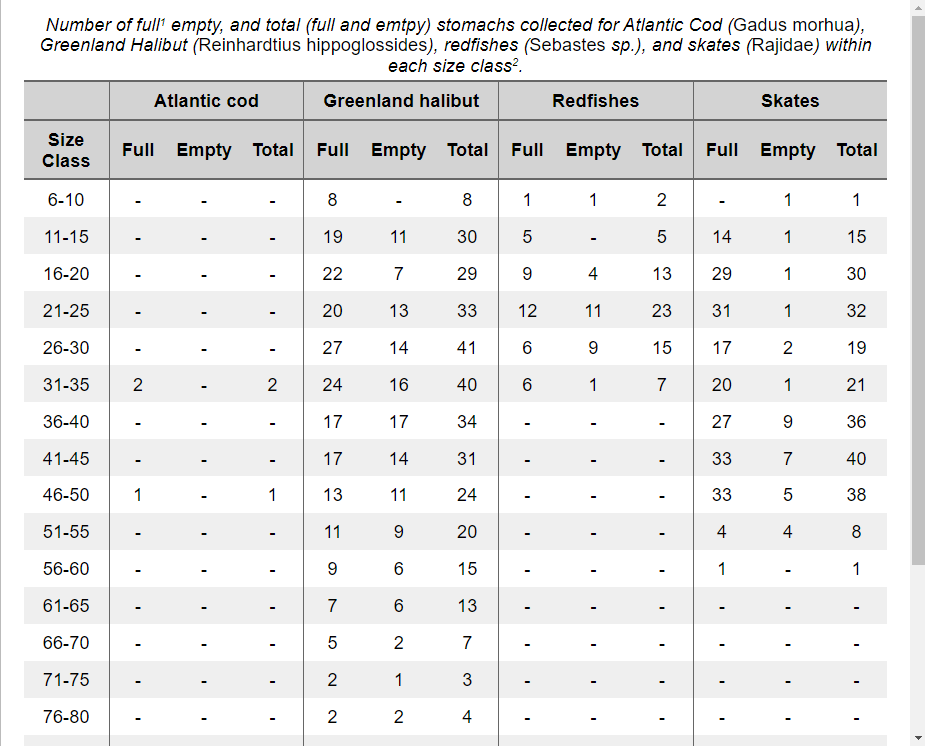 Number of full¹ empty, and total (full and emtpy) stomachs collected for Atlantic Cod (Gadus morhua),
Greenland Halibut (Reinhardtius hippoglossides), redfishes (Sebastes sp.), and skates (Rajidae) within
each size class².
Atlantic cod Greenland halibut Redfishes Skates
Size Class Full Empty Total Full Empty Total Full Empty Total Full Empty Total
6-10 - - - 8 - 8 1 1 2 - 1 1
11-15 - - - 19 11 30 5 - 5 14 1 15
16-20 - - - 22 7 29 9 4 13 29 1 30
21-25 - - - 20 13 33 12 11 23 31 1 32
26-30 - - - 27 14 41 6 9 15 17 2 19
31-35 2 - 2 24 16 40 6 1 7 20 1 21
36-40 - - - 17 17 34 - - - 27 9 36
41-45 - - - 17 14 31 - - - 33 7 40
46-50 1 - 1 13 11 24 - - - 33 5 38
51-55 - - - 11 9 20 - - - 4 4 8
56-60 - - - 9 6 15 - - - 1 - 1
61-65 - - - 7 6 13 - - - - - -
66-70 - - - 5 2 7 - - - - - -
71-75 - - - 2 1 3 - - - - - -
76-80 - - - 2 2 4 - - - - - -